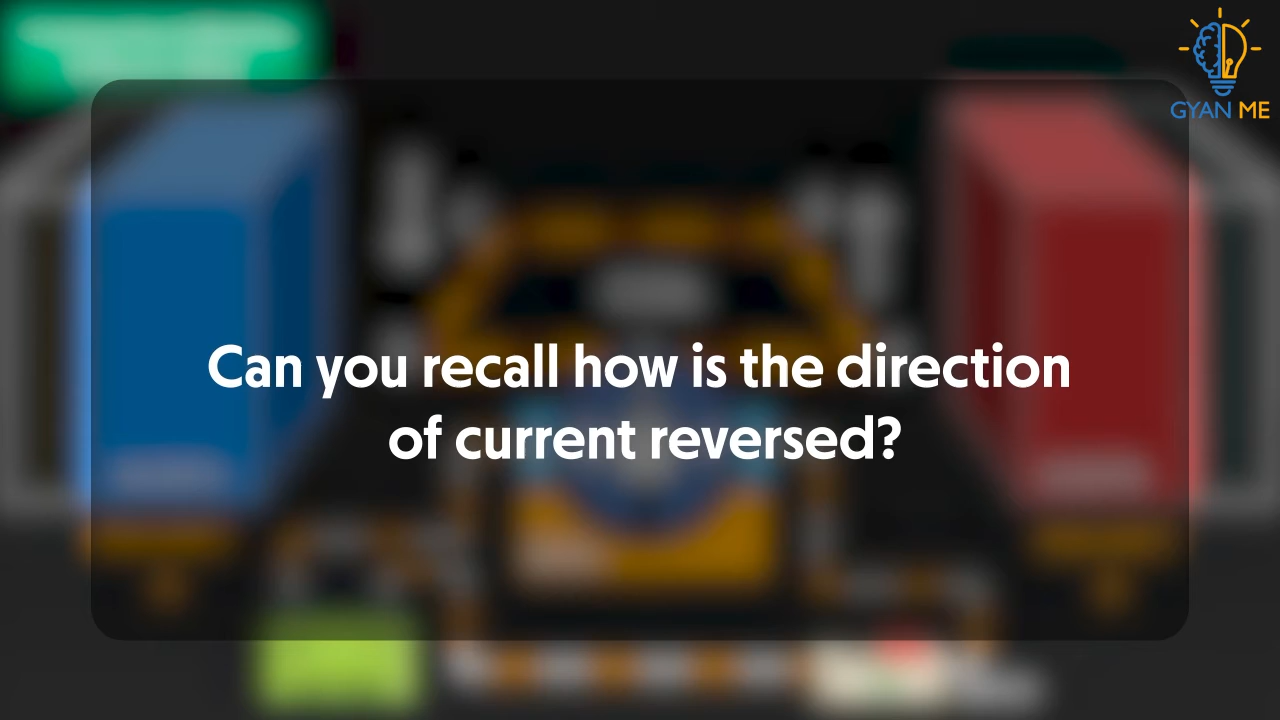 GYAN ME
Can you recall how is the direction
of current reversed?